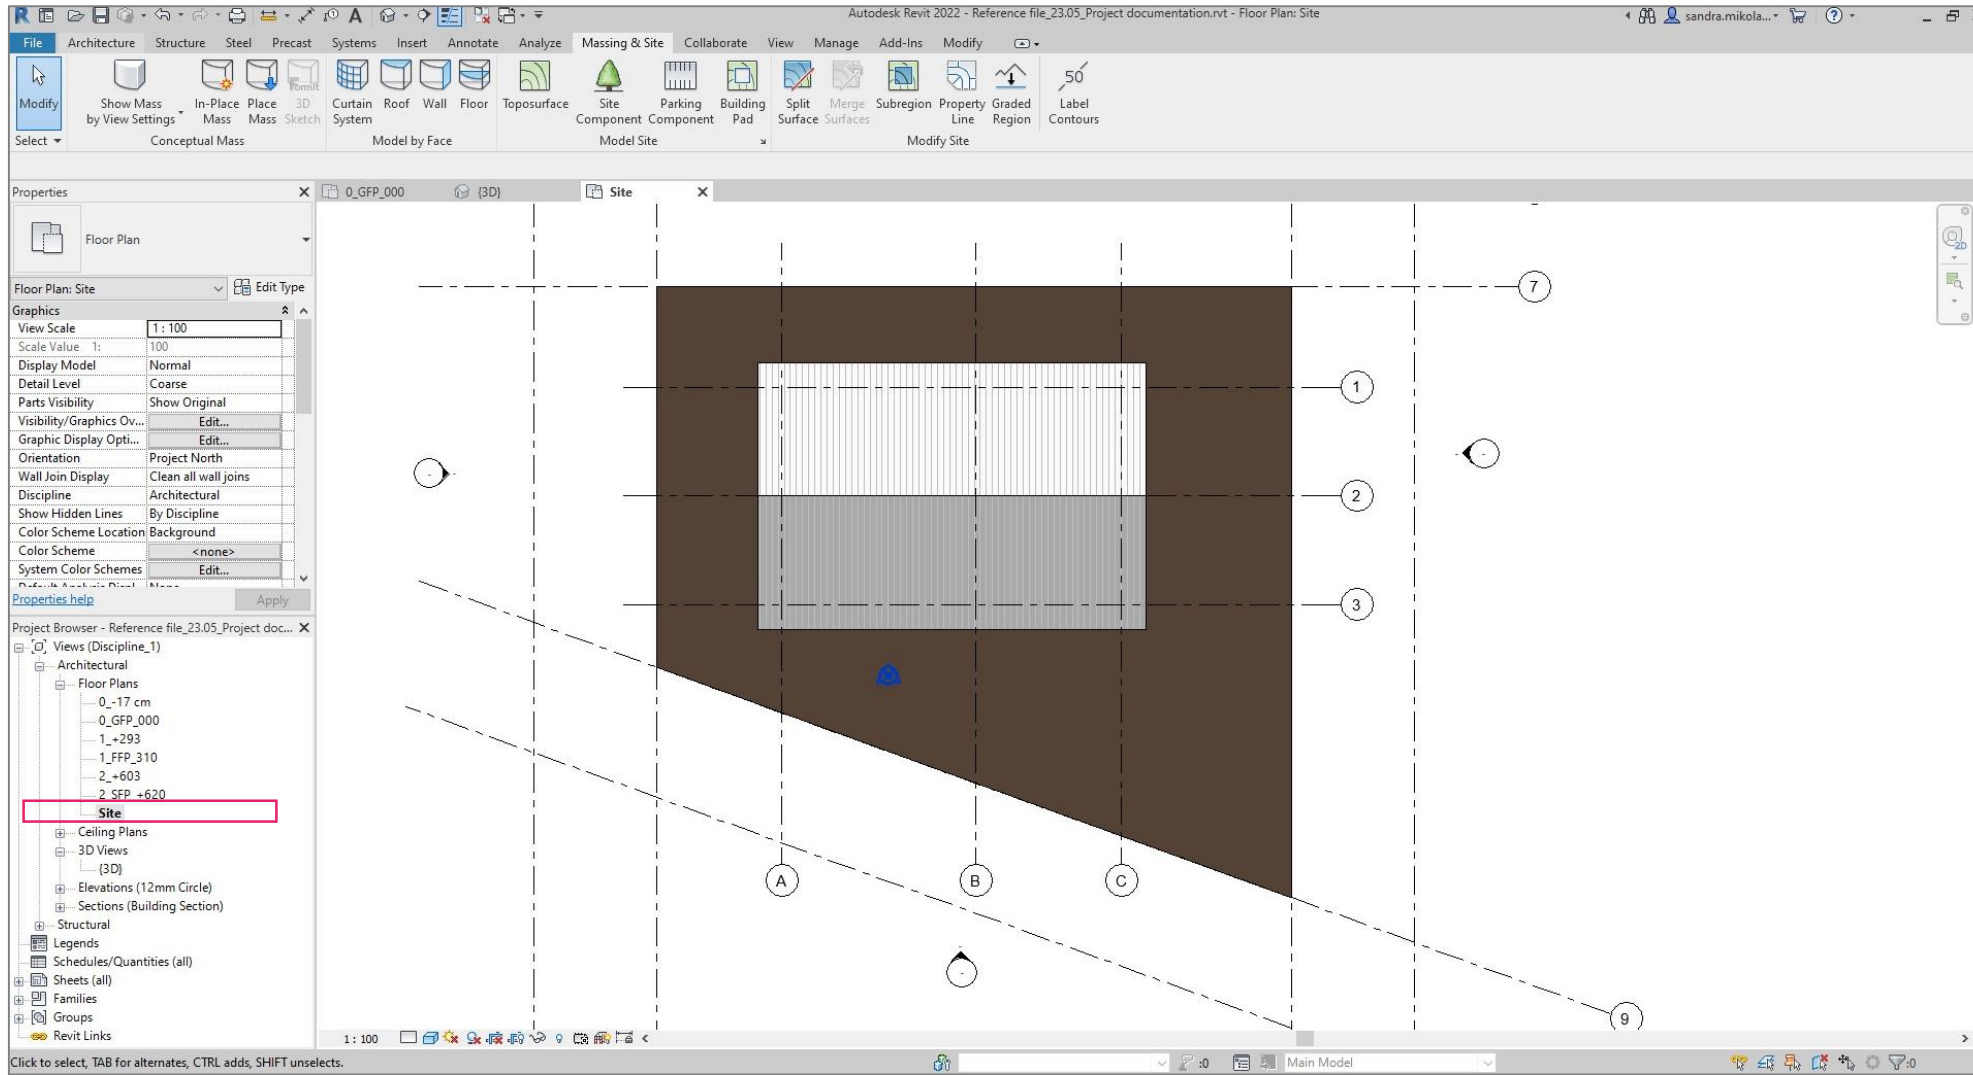 Autodesk Revit 2022 - Reference file_23.05_Project documentation.rvt - Floor Plan: Site
sandra.mikola...
File Architecture Structure Steel Precast Systems Insert Annotate Analyze Massing & Site Collaborate View Manage Add-Ins Modify
Modify
Show Mass by View Settings
In-Place Mass
Place Mass
3D Sketch
Curtain System
Roof
Wall
Floor
Toposurface
Site Component
Parking Component
Building Pad
Split Surface
Merge Surfaces
Subregion
Property Line
Graded Region
50
Label Contours
Select
Conceptual Mass
Model by Face
Model Site
Modify Site
Properties
0_GFP_000
{3D}
Site
Floor Plan
Floor Plan: Site
Edit Type
Graphics
View Scale 1 : 100
Scale Value 1: 100
Display Model Normal
Detail Level Coarse
Parts Visibility Show Original
Visibility/Graphics Ov... Edit...
Graphic Display Opti... Edit...
Orientation Project North
Wall Join Display Clean all wall joins
Discipline Architectural
Show Hidden Lines By Discipline
Color Scheme Location Background
Color Scheme <none>
System Color Schemes Edit...
Properties help
Apply
Project Browser - Reference file_23.05_Project doc...
Views (Discipline_1)
Architectural
Floor Plans
0_-17 cm
0_GFP_000
1_+293
1_FFP_310
2_+603
2_SFP_+620
Site
Ceiling Plans
3D Views
{3D}
Elevations (12mm Circle)
Sections (Building Section)
Structural
Legends
Schedules/Quantities (all)
Sheets (all)
Families
Groups
Revit Links
7
1
2
3
A
B
C
9
2D
1 : 100
Click to select, TAB for alternates, CTRL adds, SHIFT unselects.
:0
Main Model
:0